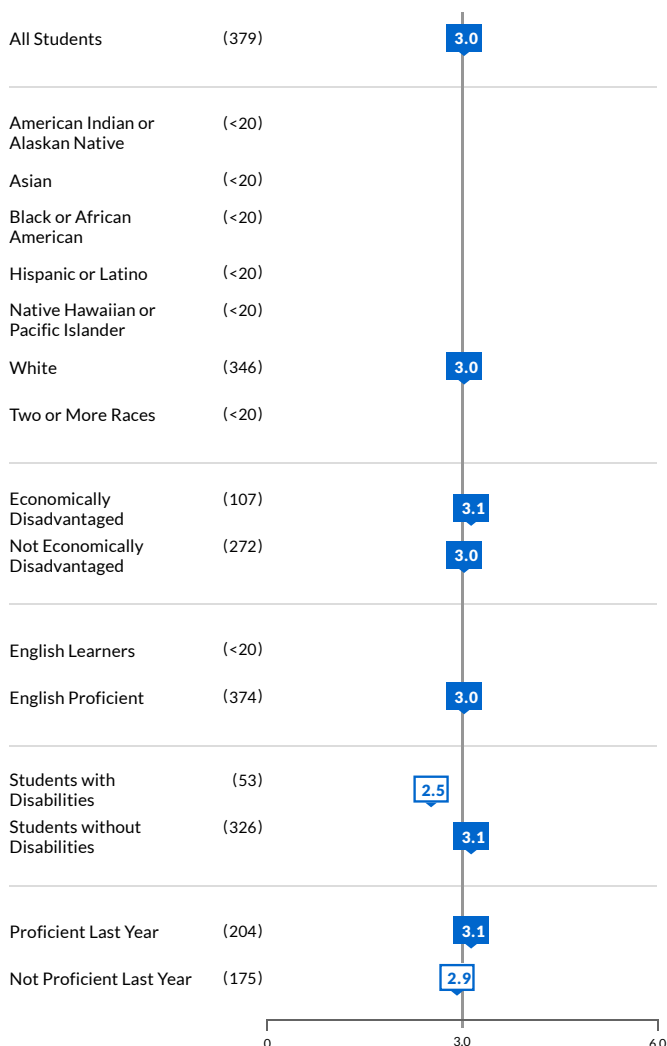 All Students (379) 3.0
American Indian or (<20)
Alaskan Native
Asian (<20)
Black or African (<20)
American
Hispanic or Latino (<20)
Native Hawaiian or (<20)
Pacific Islander
White (346) 3.0
Two or More Races (<20)
Economically (107) 3.1
Disadvantaged
Not Economically (272) 3.0
Disadvantaged
English Learners (<20)
English Proficient (374) 3.0
Students with (53) 2.5
Disabilities
Students without (326) 3.1
Disabilities
Proficient Last Year (204) 3.1
Not Proficient Last Year (175) 2.9
0 3.0 6.0